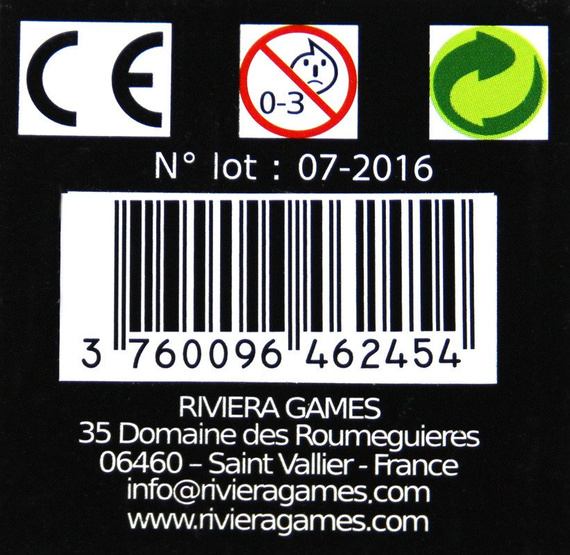 CE
0-3
N° lot : 07-2016
3 760096 462454
RIVIERA GAMES
35 Domaine des Roumeguieres
06460 – Saint Vallier - France
info@rivieragames.com
www.rivieragames.com